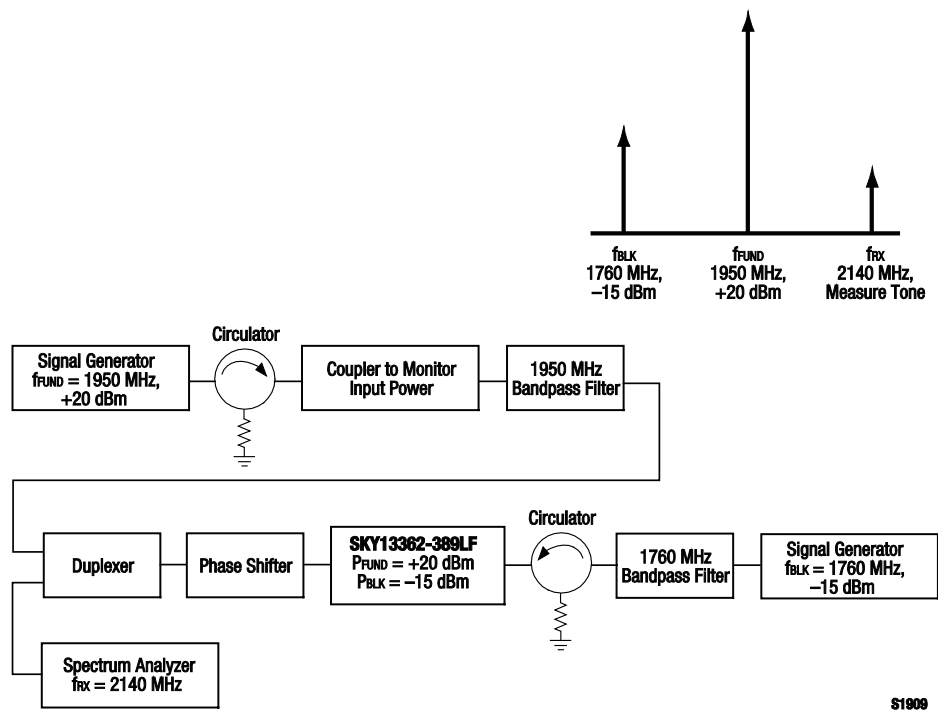 fBLK
1760 MHz,
–15 dBm
fFUND
1950 MHz,
+20 dBm
fRX
2140 MHz,
Measure Tone
Signal Generator
fFUND = 1950 MHz,
+20 dBm
Circulator
Coupler to Monitor
Input Power
1950 MHz
Bandpass Filter
Duplexer
Phase Shifter
SKY13362-389LF
PFUND = +20 dBm
PBLK = –15 dBm
Circulator
1760 MHz
Bandpass Filter
Signal Generator
fBLK = 1760 MHz,
–15 dBm
Spectrum Analyzer
fRX = 2140 MHz
S1909